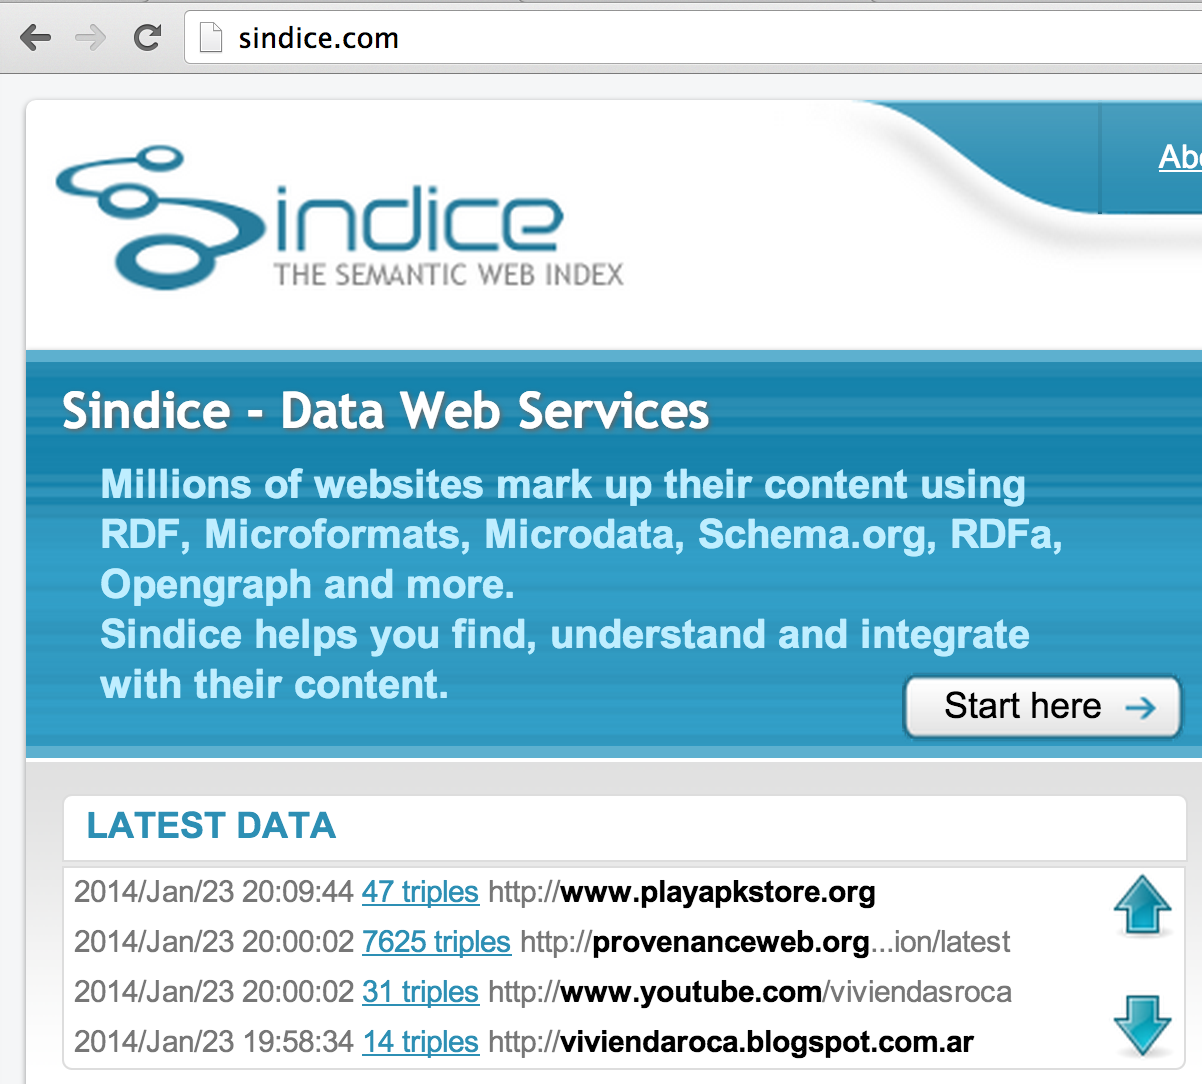 sindice.com
Sindice
THE SEMANTIC WEB INDEX
Sindice - Data Web Services
Millions of websites mark up their content using
RDF, Microformats, Microdata, Schema.org, RDFa,
Opengraph and more.
Sindice helps you find, understand and integrate
with their content.
Start here
LATEST DATA
2014/Jan/23 20:09:44 47 triples http://www.playapkstore.org
2014/Jan/23 20:00:02 7625 triples http://provenanceweb.org...ion/latest
2014/Jan/23 20:00:02 31 triples http://www.youtube.com/viviendasroca
2014/Jan/23 19:58:34 14 triples http://viviendaroca.blogspot.com.ar